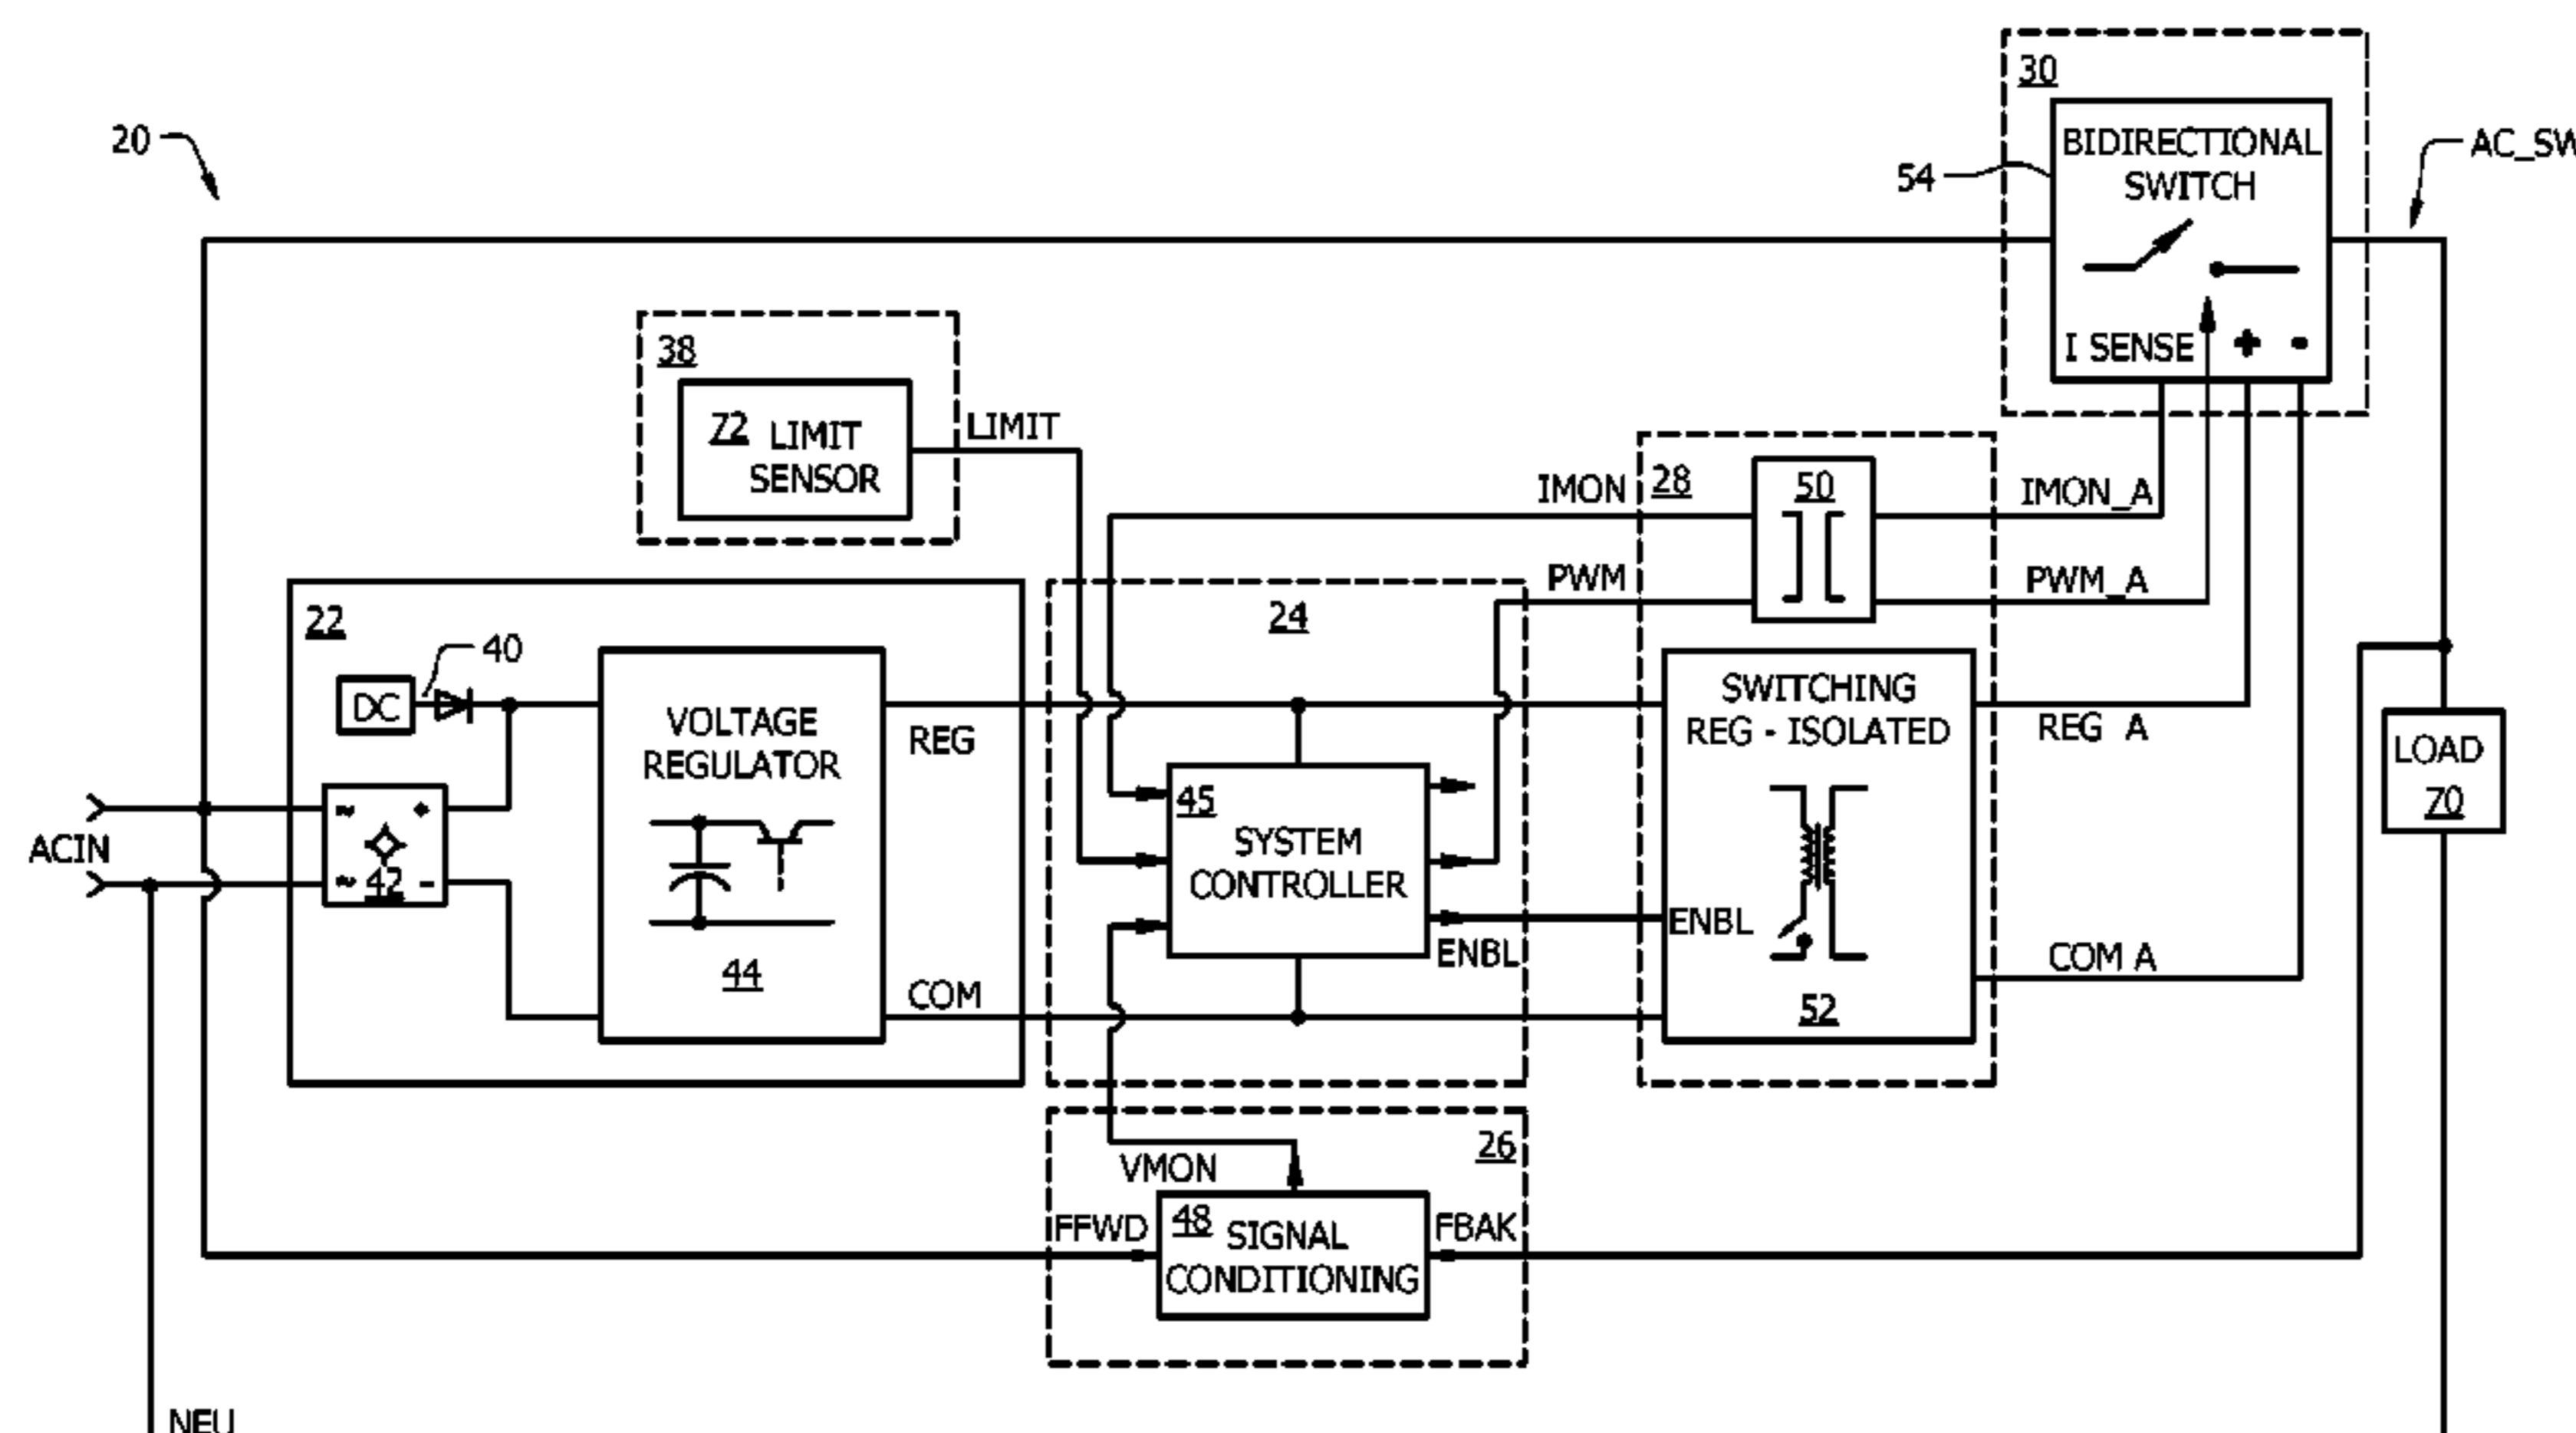 20
30
BIDIRECTIONAL
SWITCH
54
AC_SW
I SENSE + -
38
72 LIMIT
SENSOR
LIMIT
IMON
28
50
IMON_A
PWM
PWM_A
22
40
DC
VOLTAGE
REGULATOR
44
REG
COM
24
45
SYSTEM
CONTROLLER
ENBL
SWITCHING
REG - ISOLATED
ENBL
52
REG A
COM A
LOAD
70
ACIN
~ +
~ 42 -
26
VMON
FFWD
48 SIGNAL
CONDITIONING
FBAK
NEU